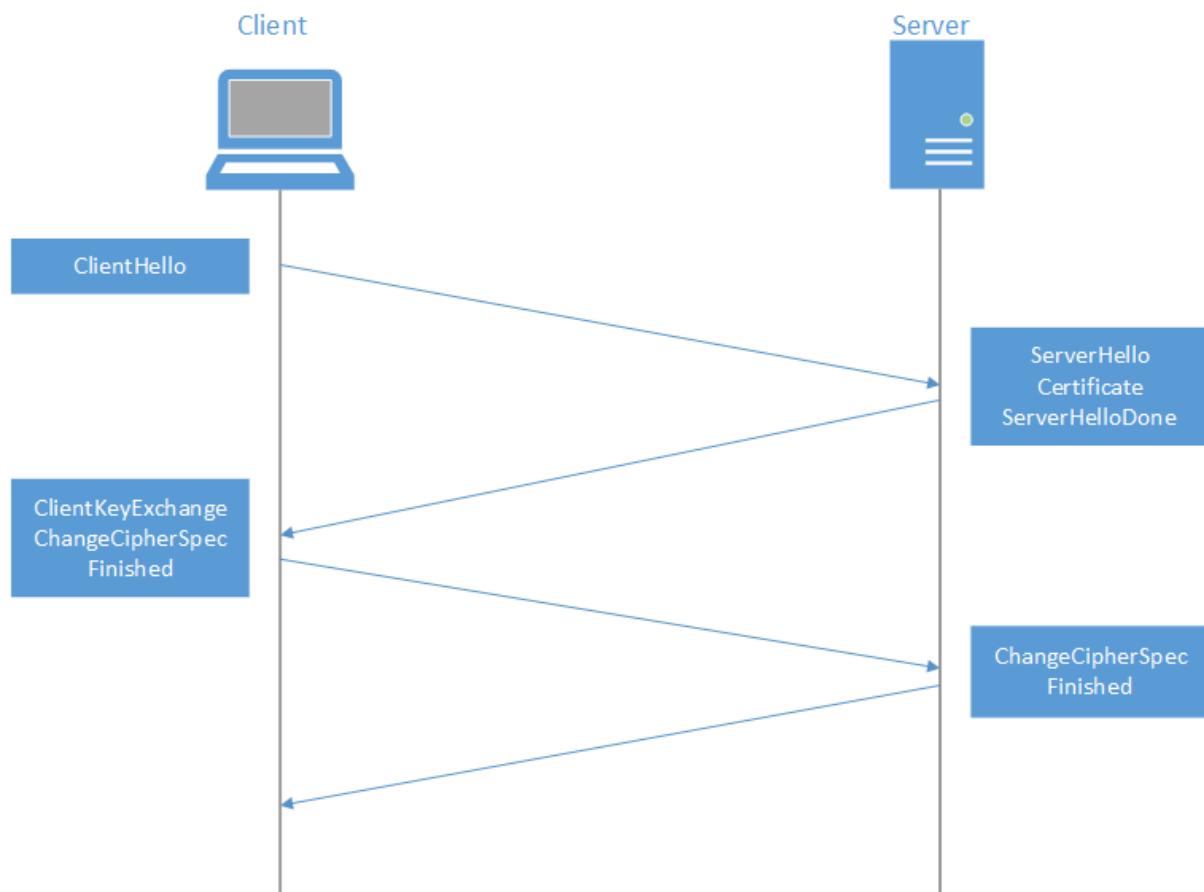 Client
Server
ClientHello
ServerHello
Certificate
ServerHelloDone
ClientKeyExchange
ChangeCipherSpec
Finished
ChangeCipherSpec
Finished